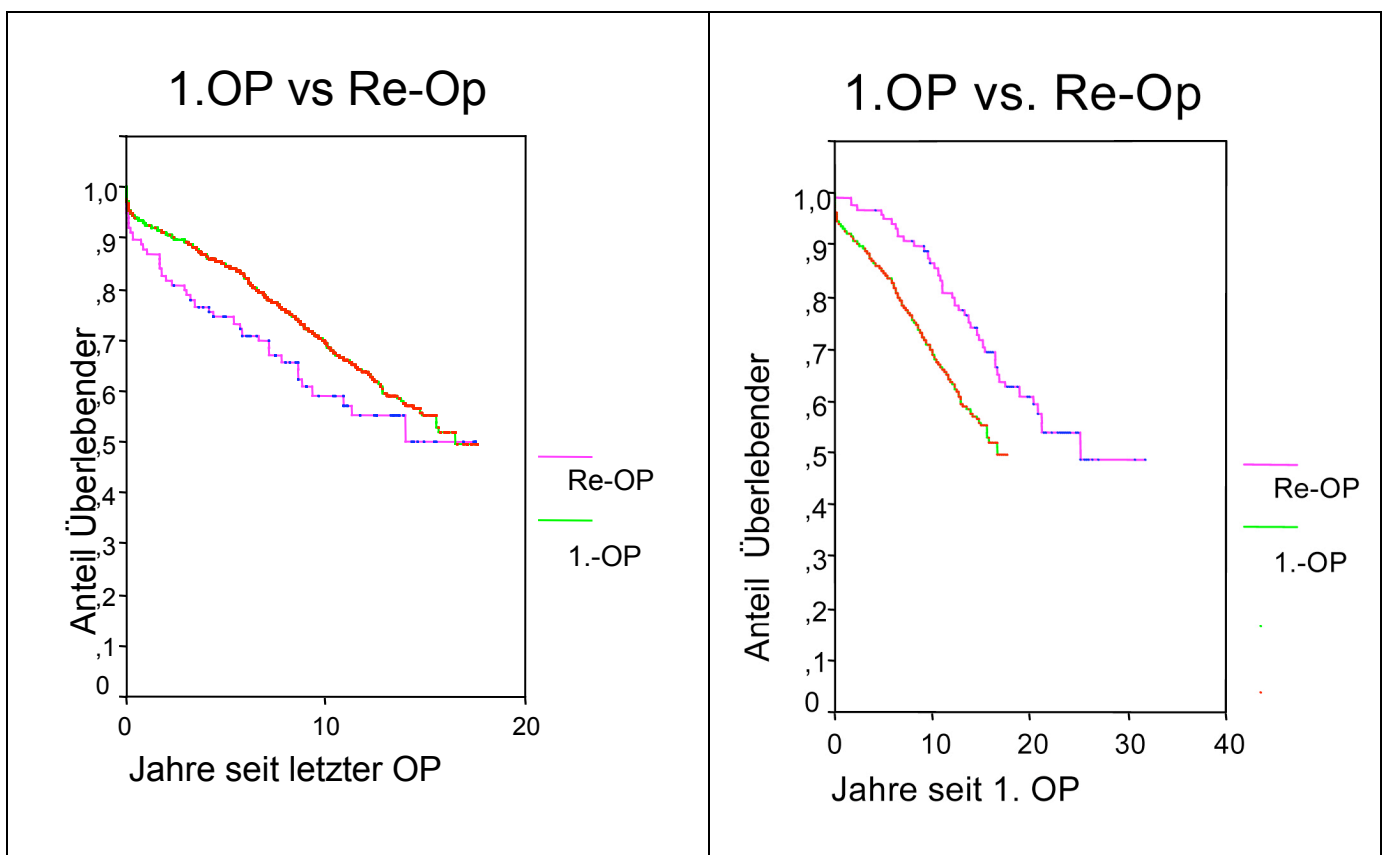 1.OP vs Re-Op
1,0
,9
,8
,7
,6
,5
,4
,3
,2
,1
0
Anteil Überlebender
0 10 20
Jahre seit letzter OP
Re-OP
1.-OP
1.OP vs. Re-Op
1,0
,9
,8
,7
,6
,5
,4
,3
,2
,1
0
Anteil Überlebender
0 10 20 30 40
Jahre seit 1. OP
Re-OP
1.-OP